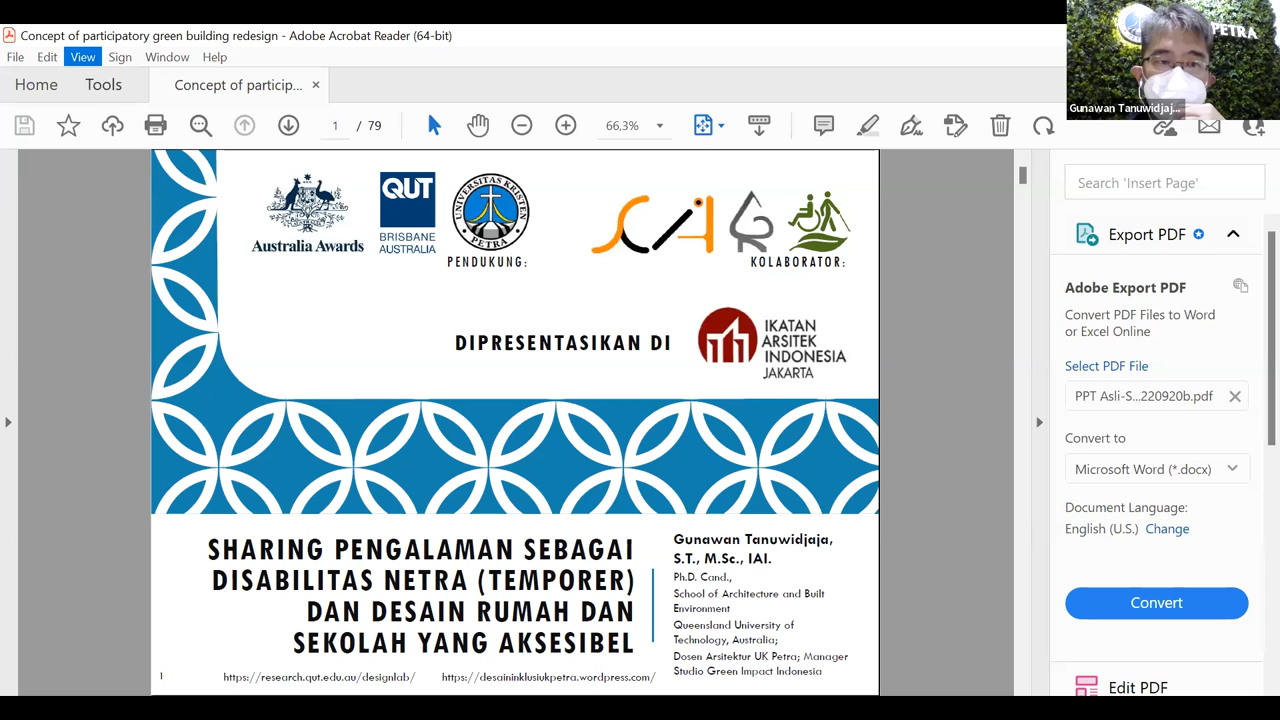 Concept of participatory green building redesign - Adobe Acrobat Reader (64-bit)
File Edit View Sign Window Help
Home Tools Concept of particip... ×
1 / 79 66,3%
PETRA
Gunawan Tanuwidjaj...
Search 'Insert Page'
Export PDF
Adobe Export PDF
Convert PDF Files to Word
or Excel Online
Select PDF File
PPT Asli-S...220920b.pdf
Convert to
Microsoft Word (*.docx)
Document Language:
English (U.S.) Change
Convert
Edit PDF
Australia Awards
QUT
BRISBANE
AUSTRALIA
UNIVERSITAS KRISTEN
PETRA
PENDUKUNG:
KOLABORATOR:
DIPRESENTASIKAN DI
IKATAN
ARSITEK
INDONESIA
JAKARTA
SHARING PENGALAMAN SEBAGAI
DISABILITAS NETRA (TEMPORER)
DAN DESAIN RUMAH DAN
SEKOLAH YANG AKSESIBEL
Gunawan Tanuwidjaja,
S.T., M.Sc., IAI.
Ph.D. Cand.,
School of Architecture and Built
Environment
Queensland University of
Technology, Australia;
Dosen Arsitektur UK Petra; Manager
Studio Green Impact Indonesia
1
https://research.qut.edu.au/designlab/ https://desaininklusiukpetra.wordpress.com/